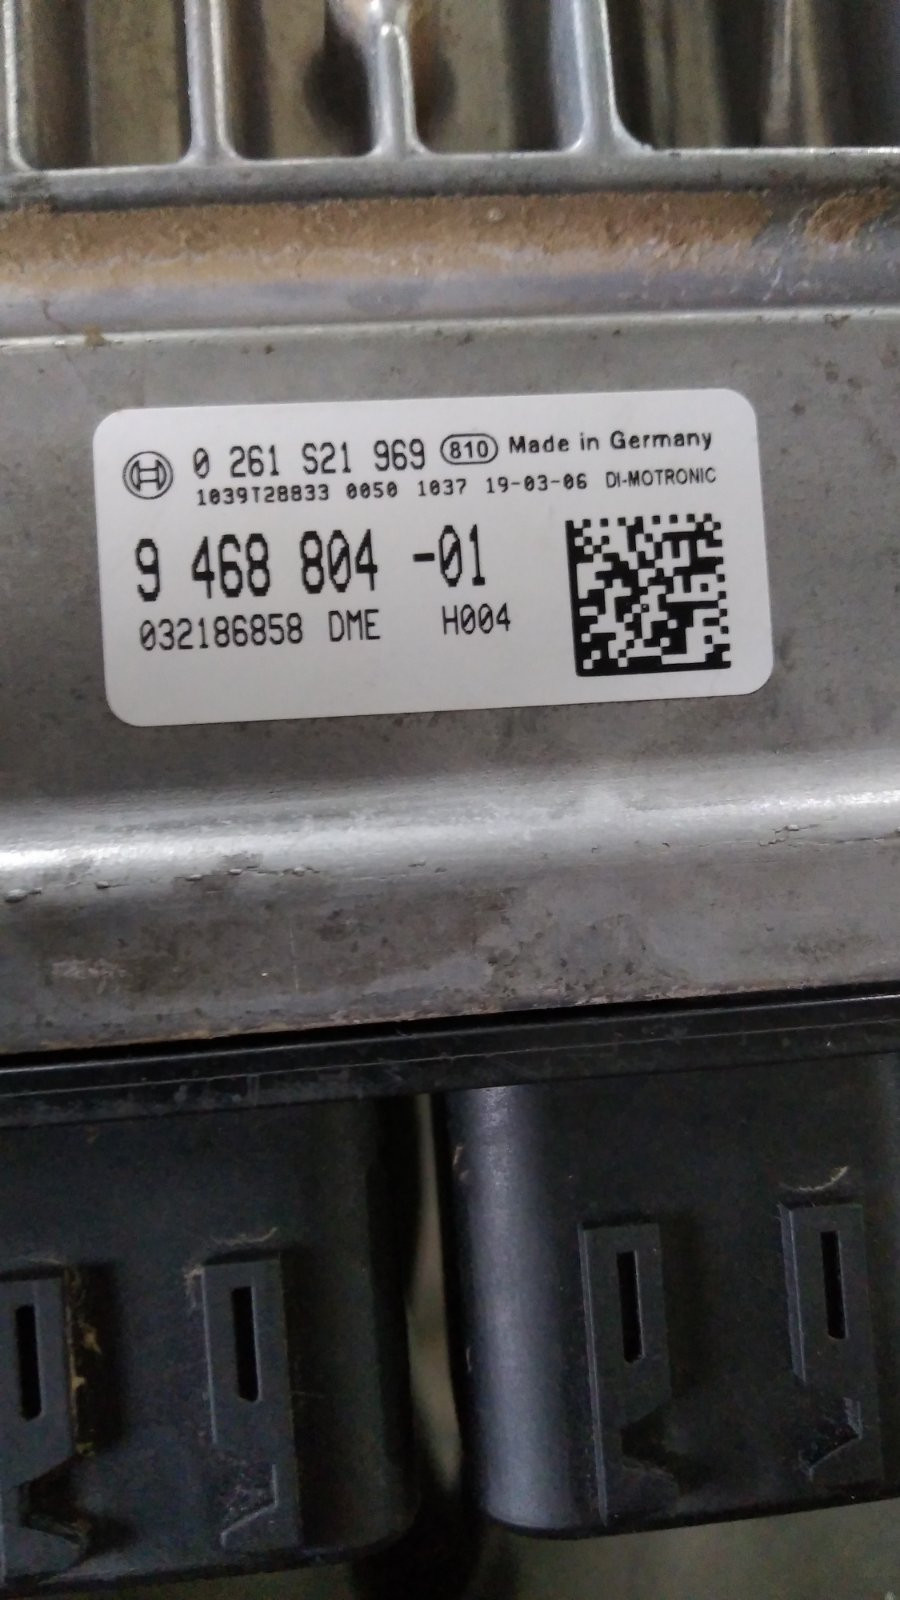 0 261 S21 969 810 Made in Germany
1039T28833 0050 1037 19-03-06 DI-MOTRONIC
9 468 804 -01
032186858 DME H004